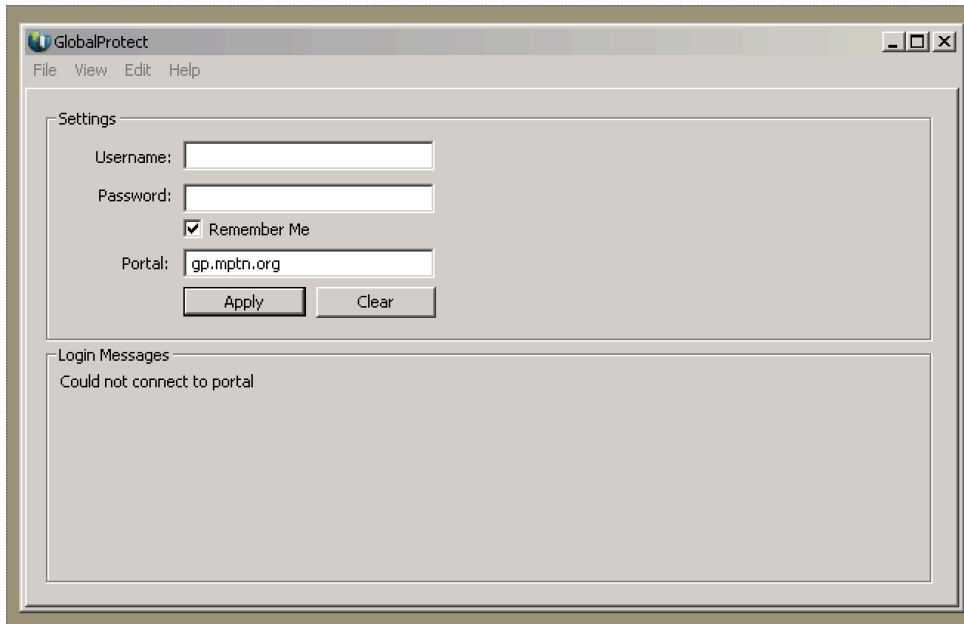 GlobalProtect
File View Edit Help
Settings
Username:
Password:
Remember Me
Portal: gp.mptn.org
Apply Clear
Login Messages
Could not connect to portal